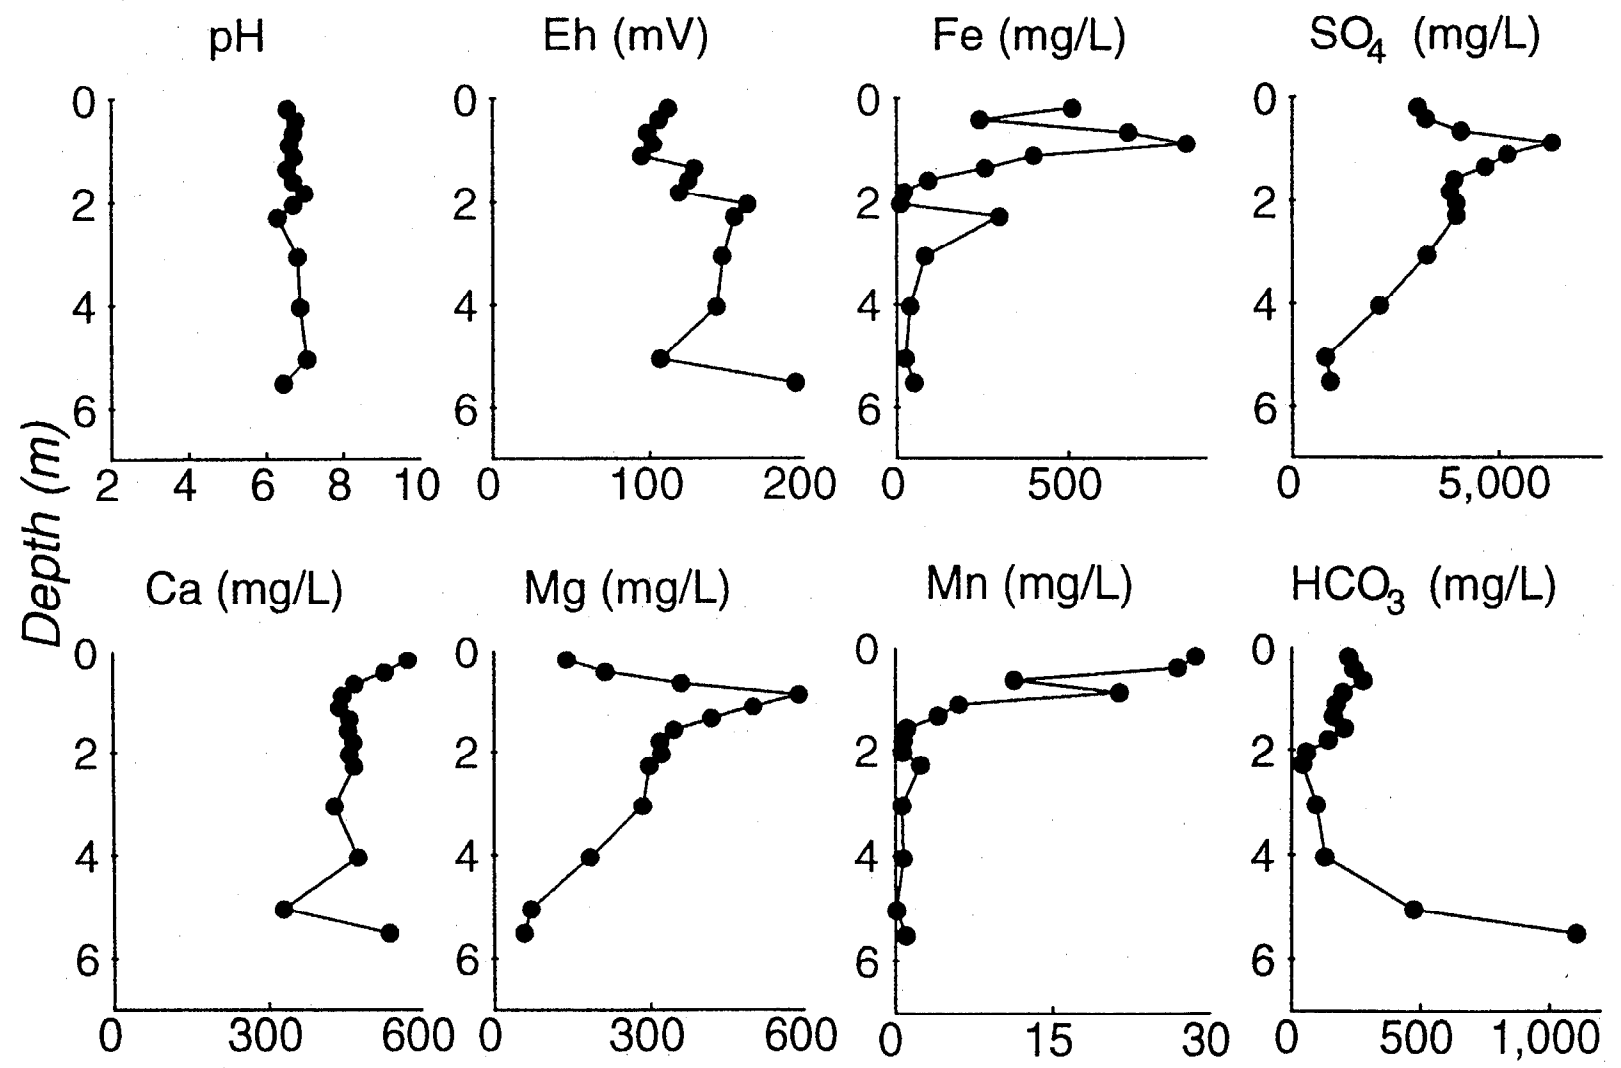 pH Eh (mV) Fe (mg/L) SO₄ (mg/L)
0 0 0 0
2 2 2 2
4 4 4 4
6 6 6 6
2 4 6 8 10 0 100 200 0 500 0 5,000
Depth (m)
Ca (mg/L) Mg (mg/L) Mn (mg/L) HCO₃ (mg/L)
0 0 0 0
2 2 2 2
4 4 4 4
6 6 6 6
0 300 600 0 300 600 0 15 30 0 500 1,000